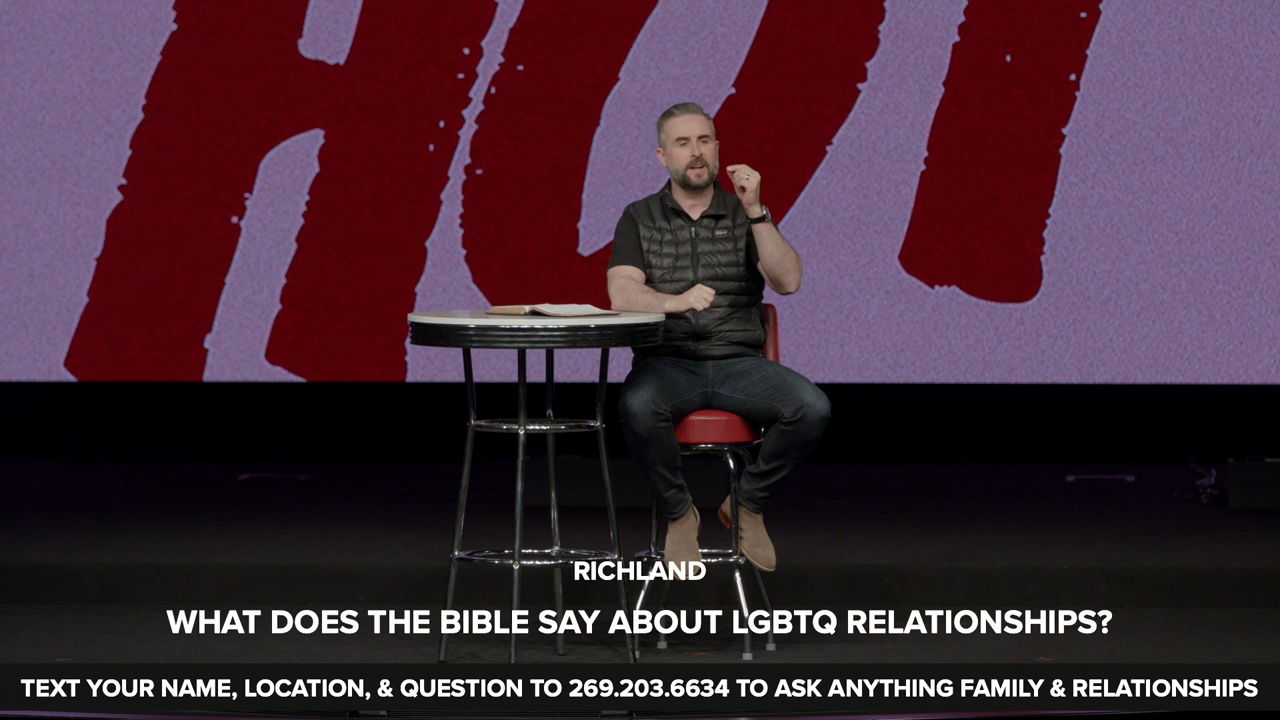 RICHLAND
WHAT DOES THE BIBLE SAY ABOUT LGBTQ RELATIONSHIPS?
TEXT YOUR NAME, LOCATION, & QUESTION TO 269.203.6634 TO ASK ANYTHING FAMILY & RELATIONSHIPS